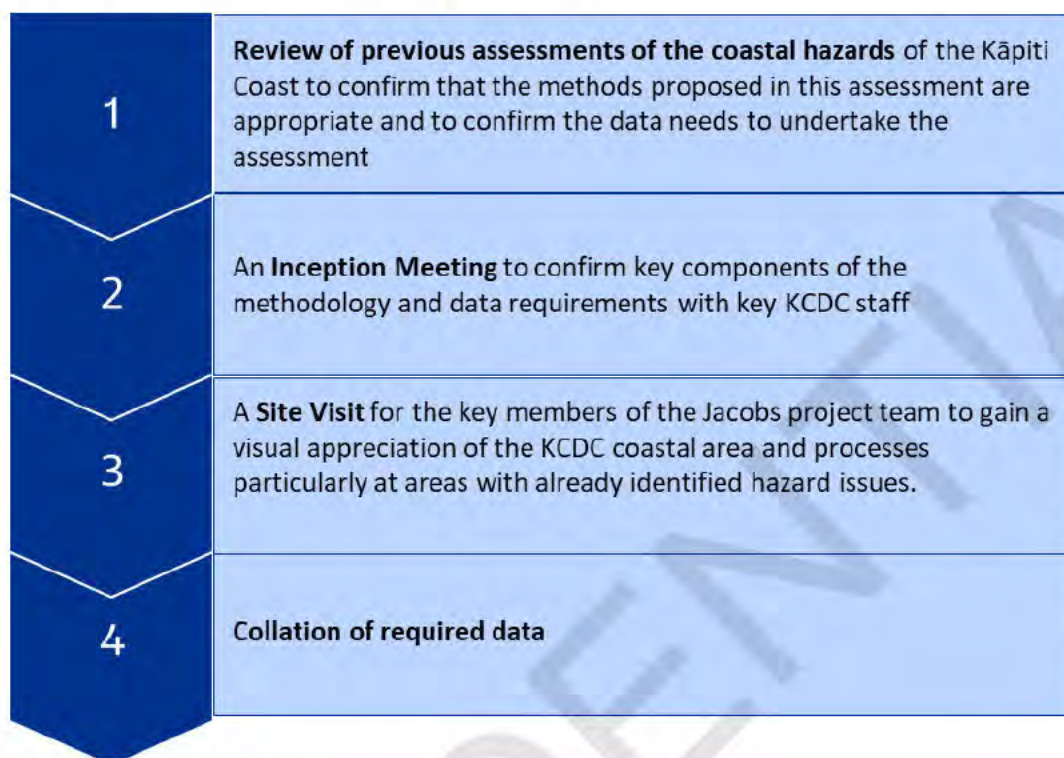 1
Review of previous assessments of the coastal hazards of the Kāpiti
Coast to confirm that the methods proposed in this assessment are
appropriate and to confirm the data needs to undertake the
assessment
2
An Inception Meeting to confirm key components of the
methodology and data requirements with key KCDC staff
3
A Site Visit for the key members of the Jacobs project team to gain a
visual appreciation of the KCDC coastal area and processes
particularly at areas with already identified hazard issues.
4
Collation of required data